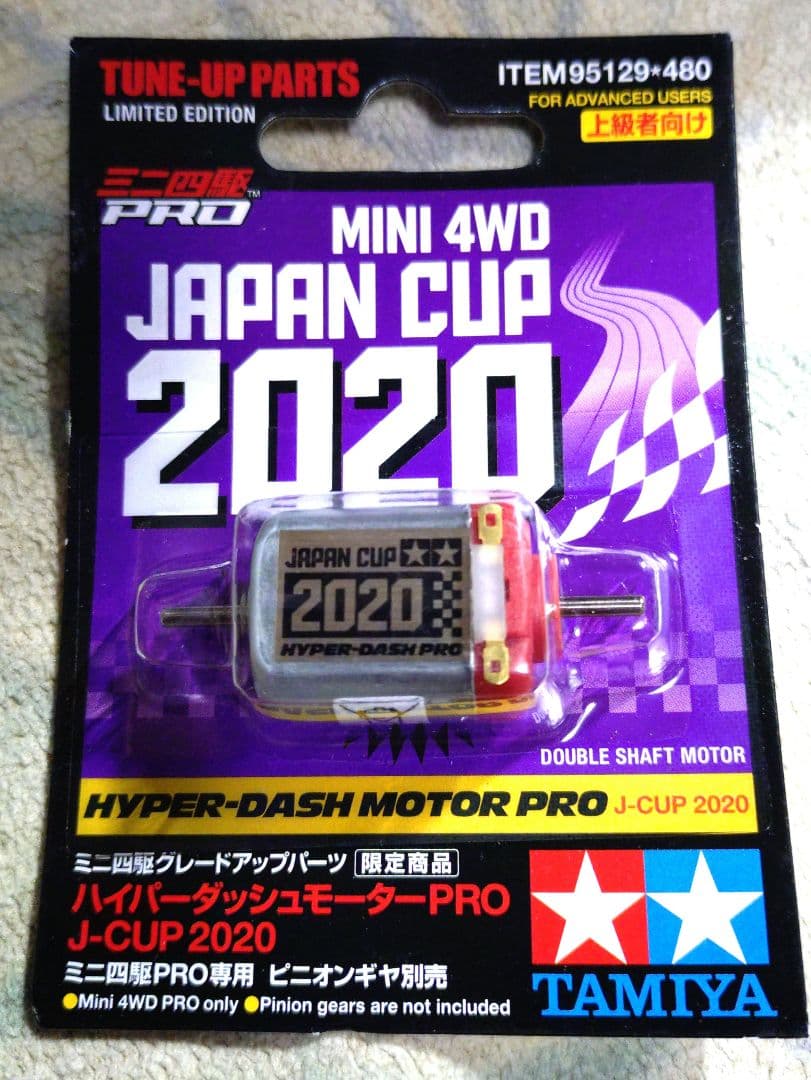 TUNE-UP PARTS
LIMITED EDITION
ITEM95129*480
FOR ADVANCED USERS
上級者向け
ミニ四駆™
PRO
MINI 4WD
JAPAN CUP
2020
JAPAN CUP
2020
HYPER-DASH PRO
DOUBLE SHAFT MOTOR
HYPER-DASH MOTOR PRO J-CUP 2020
ミニ四駆グレードアップパーツ 限定商品
ハイパーダッシュモーターPRO
J-CUP 2020
ミニ四駆PRO専用 ピニオンギヤ別売
●Mini 4WD PRO only ●Pinion gears are not included
TAMIYA